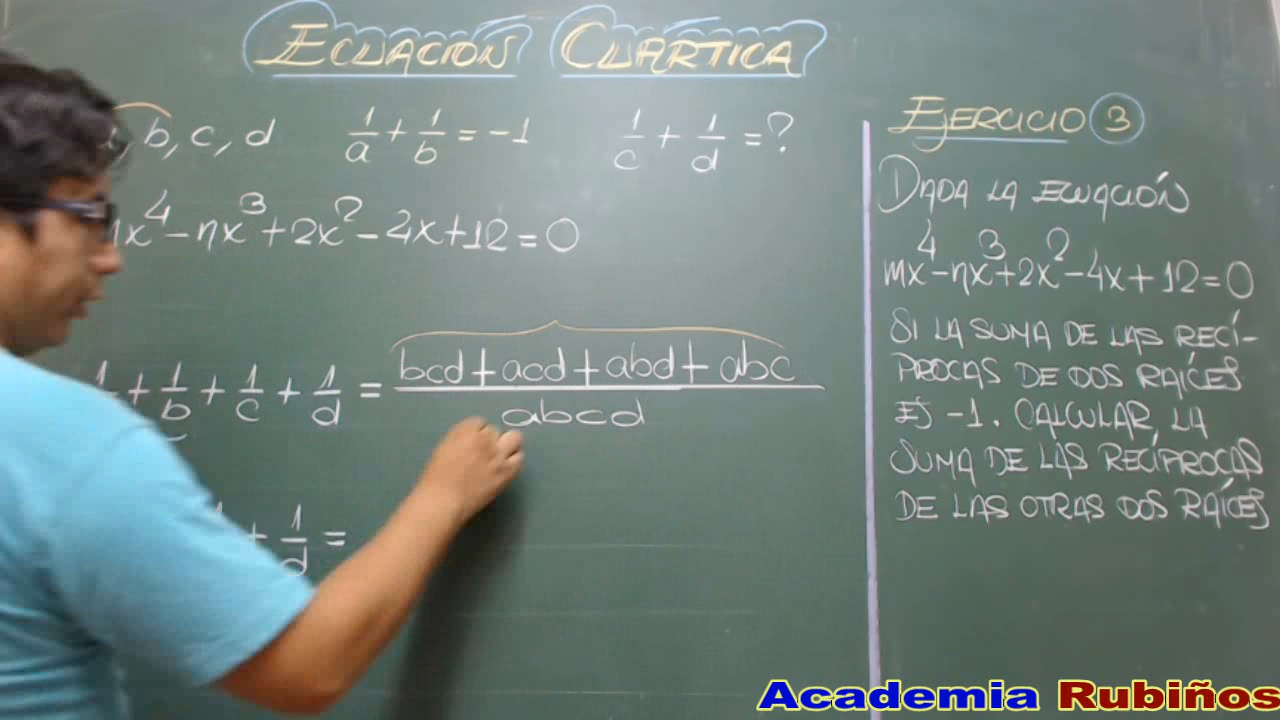 ECUACIÓN CUÁRTICA
b, c, d
1/a + 1/b = -1
1/c + 1/d = ?
x⁴ - nx³ + 2x² - 4x + 12 = 0
1/b + 1/c + 1/d = (bcd + acd + abd + abc)/abcd
+ 1/d =
EJERCICIO 3
DADA LA ECUACIÓN
mx⁴ - nx³ + 2x² - 4x + 12 = 0
SI LA SUMA DE LAS RECÍ-
PROCAS DE DOS RAÍCES
ES -1. CALCULAR, LA
SUMA DE LAS RECÍPROCAS
DE LAS OTRAS DOS RAÍCES
Academia Rubiños